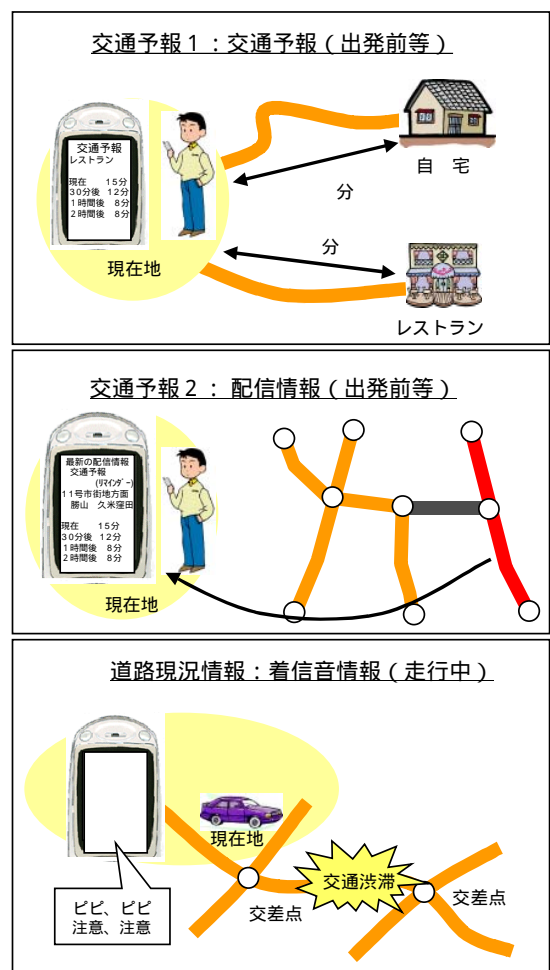 交通予報１：交通予報（出発前等）
交通予報
レストラン
現在　　15分
30分後　12分
1時間後　8分
2時間後　8分
現在地
自　宅
分
分
レストラン
交通予報２： 配信情報（出発前等）
最新の配信情報
交通予報
(ﾘﾏｲﾝﾀﾞｰ)
１１号市街地方面
勝山　久米窪田
現在　　15分
30分後　12分
1時間後　8分
2時間後　8分
現在地
道路現況情報：着信音情報（走行中）
現在地
交通渋滞
交差点
交差点
ピピ、ピピ
注意、注意